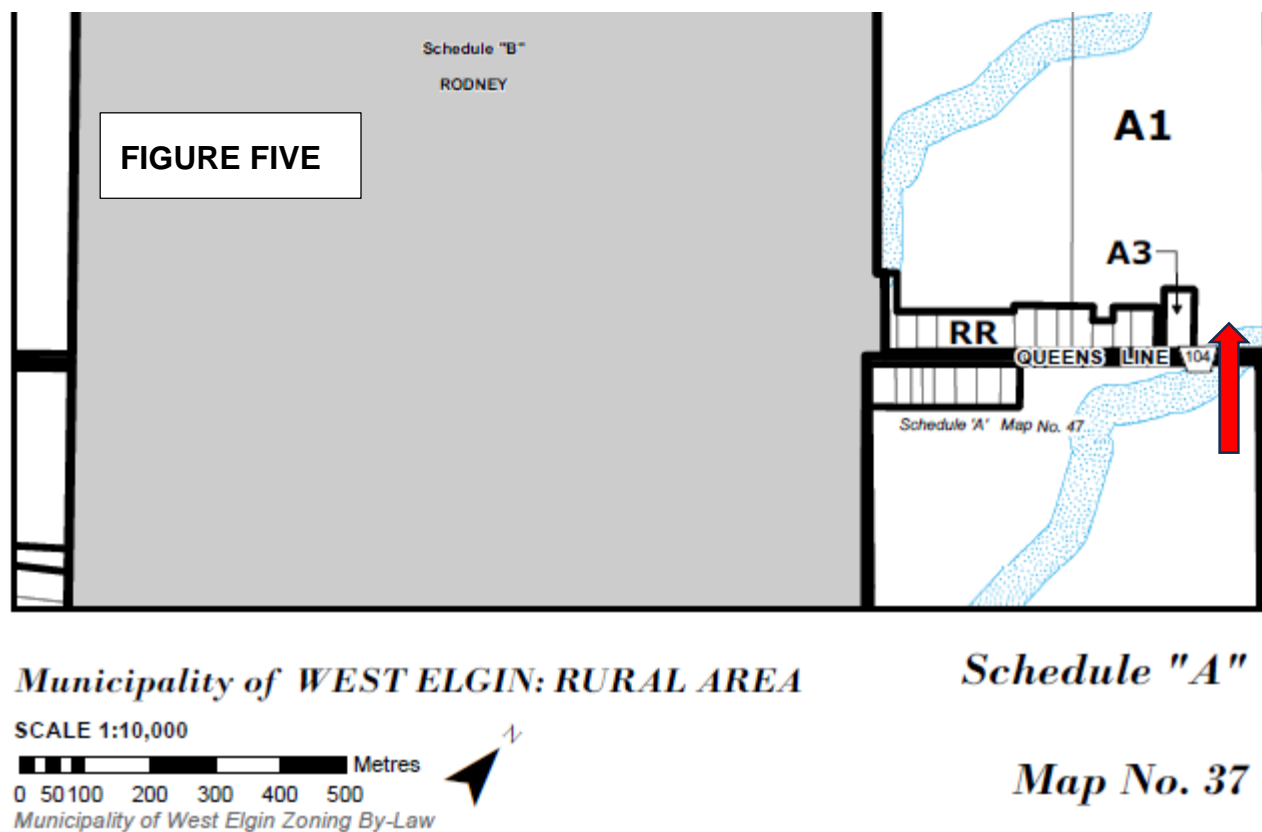 Schedule "B"
RODNEY
FIGURE FIVE
A1
A3
RR
QUEENS LINE 104
Schedule 'A' Map No. 47
Municipality of WEST ELGIN: RURAL AREA
SCALE 1:10,000
Metres
0 50 100 200 300 400 500
N
Municipality of West Elgin Zoning By-Law
Schedule "A"
Map No. 37